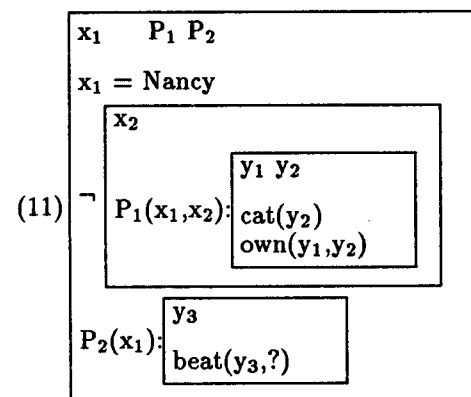 x₁ P₁ P₂
x₁ = Nancy
x₂
y₁ y₂
(11) ¬ P₁(x₁,x₂): cat(y₂)
own(y₁,y₂)
y₃
P₂(x₁):
beat(y₃,?)